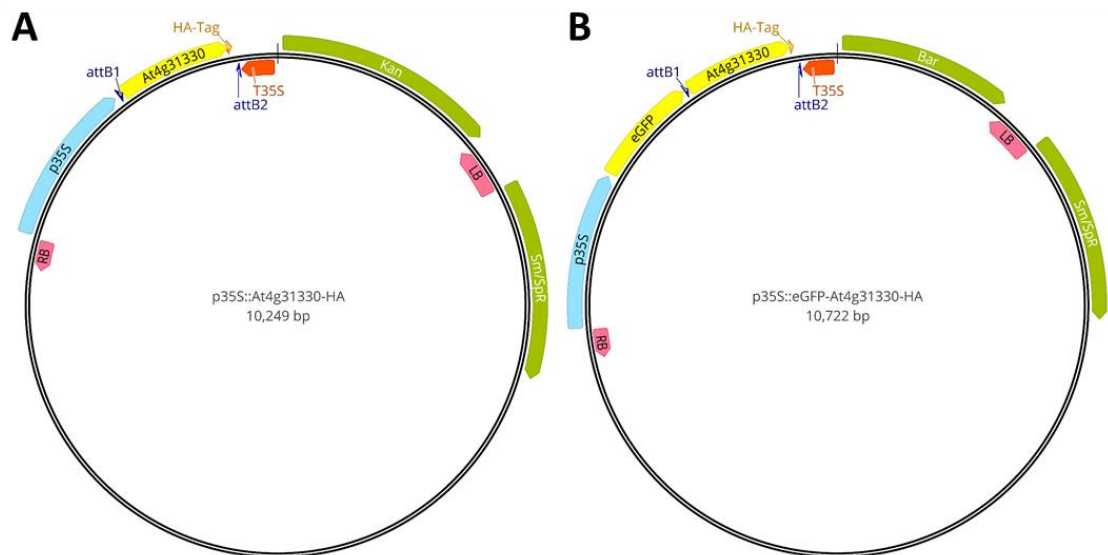 A
HA-Tag
attB1
At4g31330
Kan
T35S
attB2
p35S
LB
RB
Sm/SpR
p35S::At4g31330-HA
10,249 bp
B
HA-Tag
attB1
At4g31330
Bar
T35S
attB2
eGFP
LB
p35S
Sm/SpR
RB
p35S::eGFP-At4g31330-HA
10,722 bp